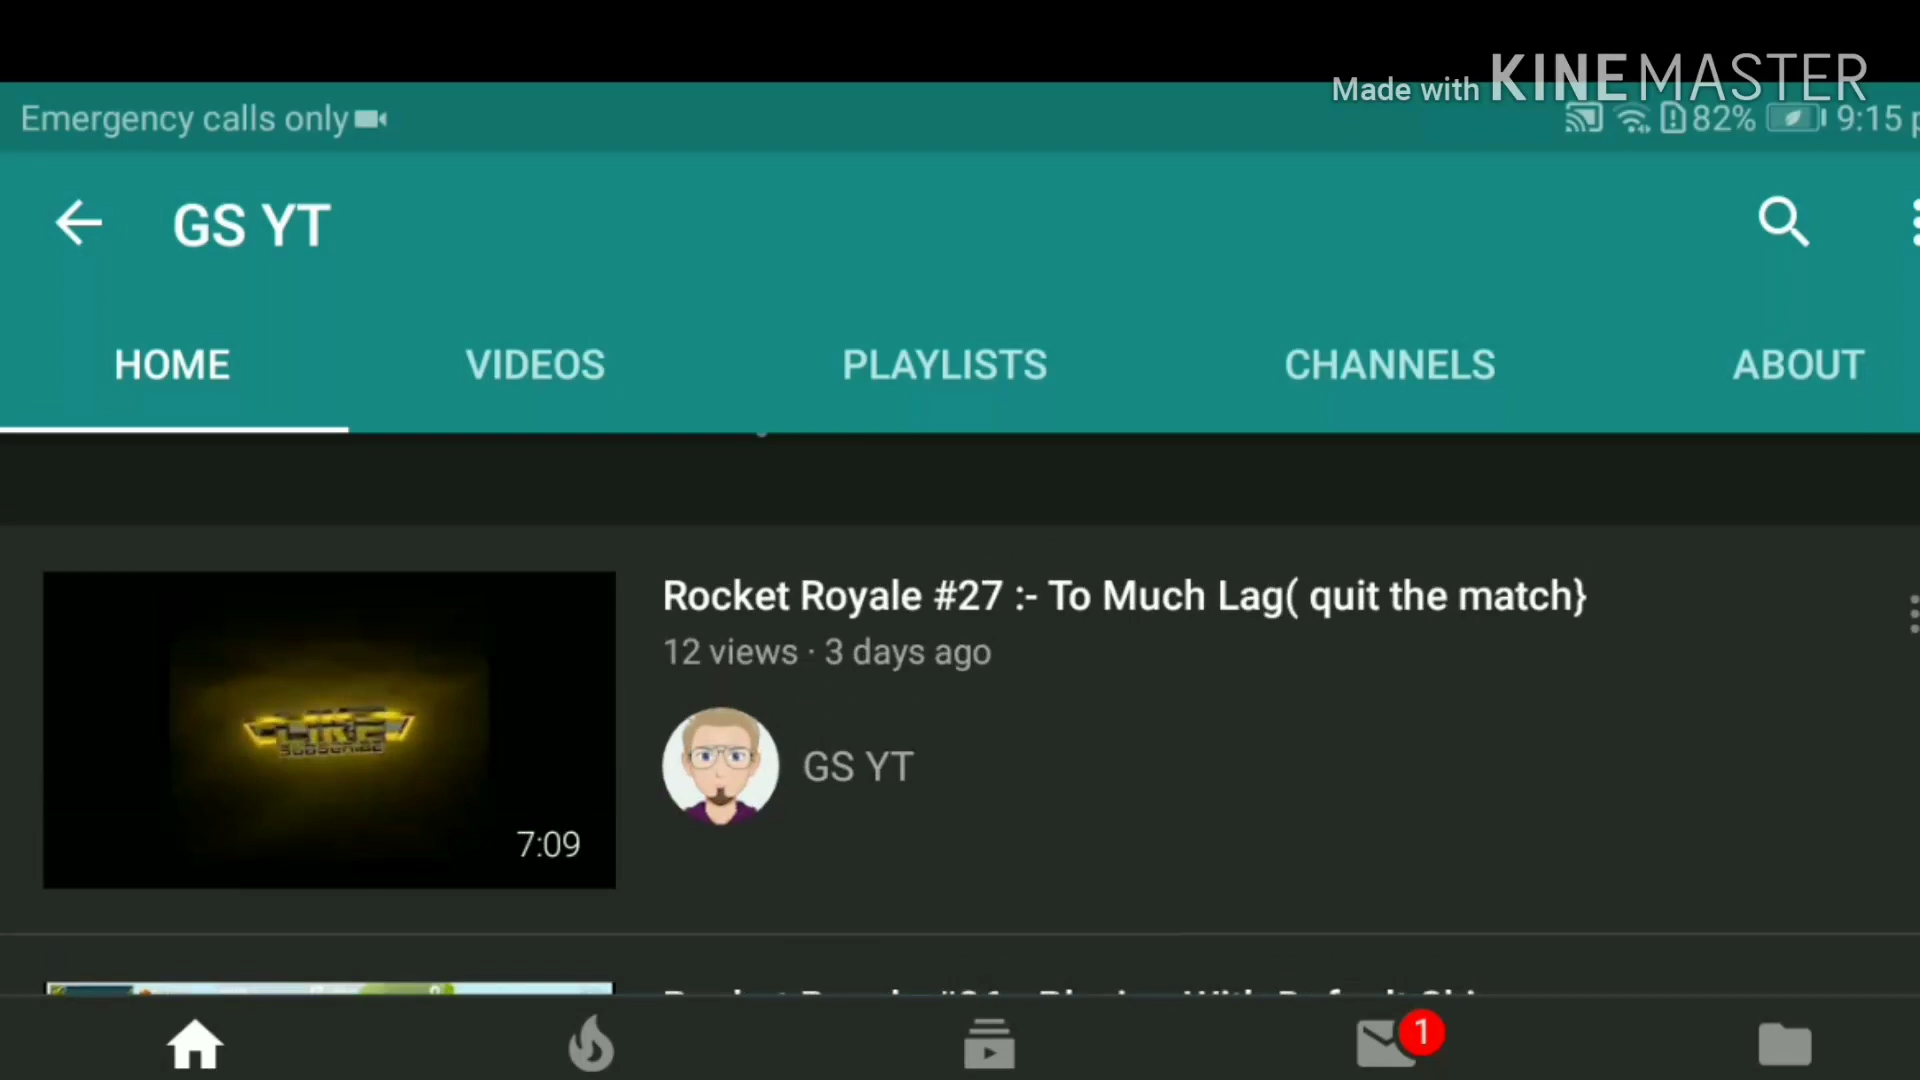 Made with KINEMASTER
Emergency calls only
82% 9:15
GS YT
HOME VIDEOS PLAYLISTS CHANNELS ABOUT
Rocket Royale #27 :- To Much Lag( quit the match}
12 views · 3 days ago
GS YT
SUBSCRIBE
7:09
1